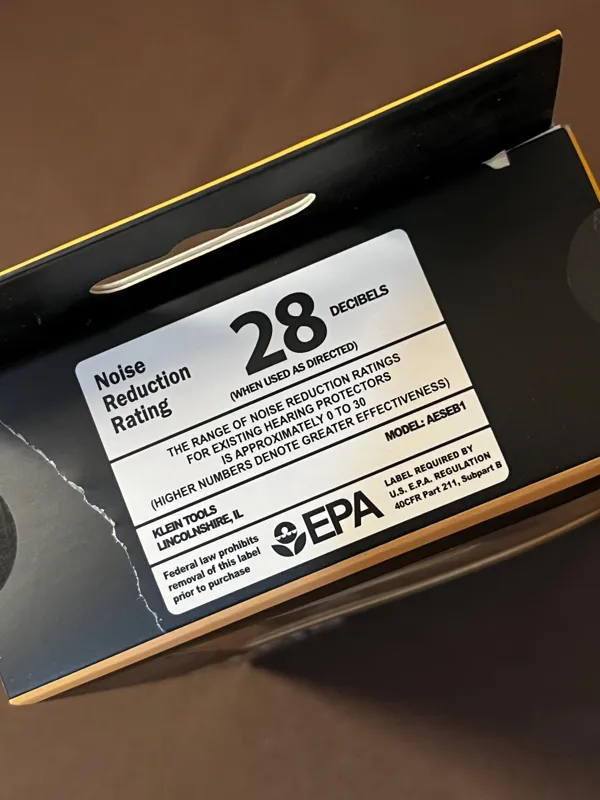 Noise
Reduction
Rating
28 DECIBELS
(WHEN USED AS DIRECTED)
THE RANGE OF NOISE REDUCTION RATINGS
FOR EXISTING HEARING PROTECTORS
IS APPROXIMATELY 0 TO 30
(HIGHER NUMBERS DENOTE GREATER EFFECTIVENESS)
KLEIN TOOLS
LINCOLNSHIRE, IL
MODEL: AESEB1
Federal law prohibits
removal of this label
prior to purchase
EPA
LABEL REQUIRED BY
U.S. E.P.A. REGULATION
40CFR Part 211, Subpart B